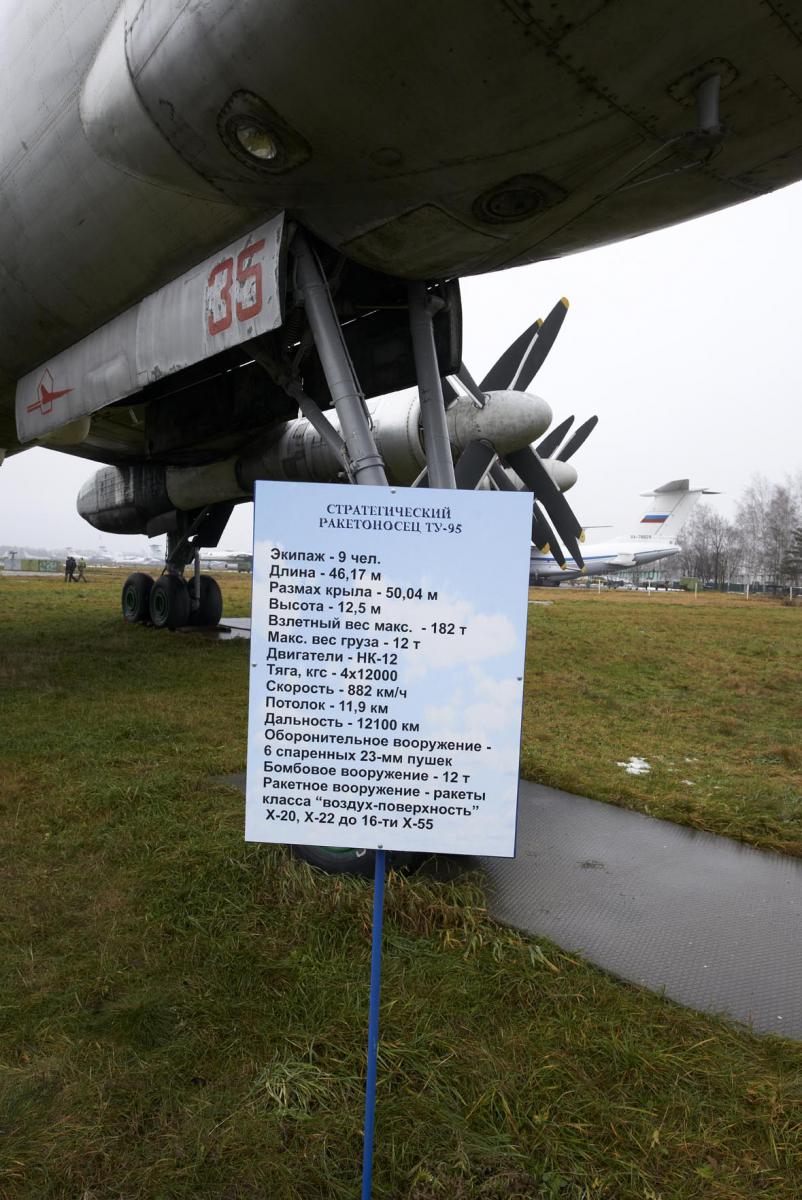 35
СТРАТЕГИЧЕСКИЙ
РАКЕТОНОСЕЦ ТУ-95
Экипаж - 9 чел.
Длина - 46,17 м
Размах крыла - 50,04 м
Высота - 12,5 м
Взлетный вес макс. - 182 т
Макс. вес груза - 12 т
Двигатели - НК-12
Тяга, кгс - 4х12000
Скорость - 882 км/ч
Потолок - 11,9 км
Дальность - 12100 км
Оборонительное вооружение -
6 спаренных 23-мм пушек
Бомбовое вооружение - 12 т
Ракетное вооружение - ракеты
класса “воздух-поверхность”
Х-20, Х-22 до 16-ти Х-55